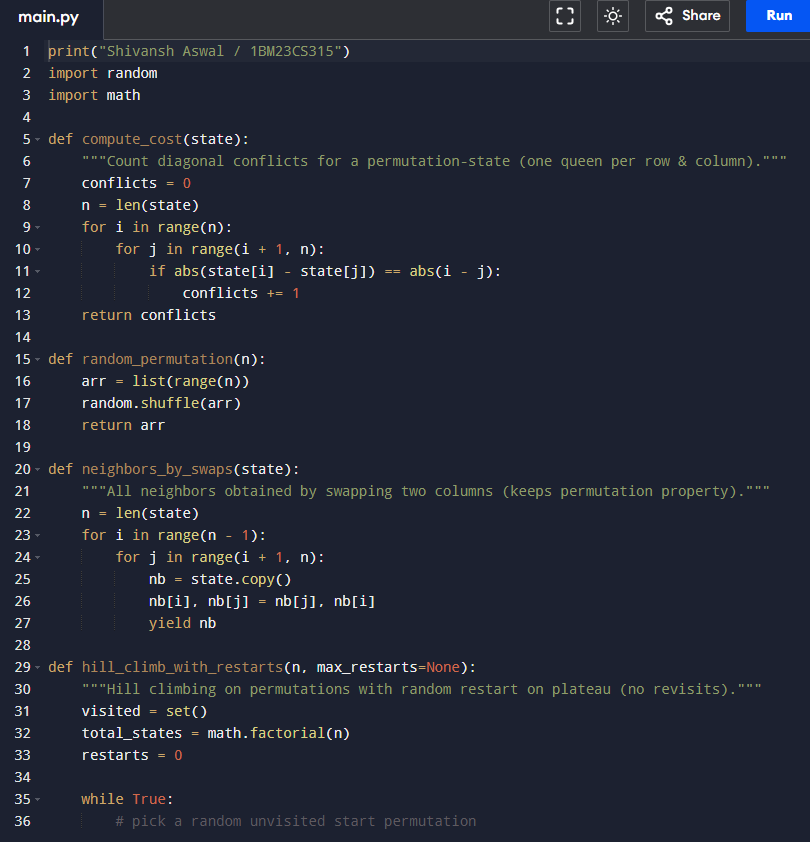 main.py
Share
Run
1 print("Shivansh Aswal / 1BM23CS315")
2 import random
3 import math
4
5 def compute_cost(state):
6     """Count diagonal conflicts for a permutation-state (one queen per row & column)."""
7     conflicts = 0
8     n = len(state)
9     for i in range(n):
10         for j in range(i + 1, n):
11             if abs(state[i] - state[j]) == abs(i - j):
12                 conflicts += 1
13     return conflicts
14
15 def random_permutation(n):
16     arr = list(range(n))
17     random.shuffle(arr)
18     return arr
19
20 def neighbors_by_swaps(state):
21     """All neighbors obtained by swapping two columns (keeps permutation property)."""
22     n = len(state)
23     for i in range(n - 1):
24         for j in range(i + 1, n):
25             nb = state.copy()
26             nb[i], nb[j] = nb[j], nb[i]
27             yield nb
28
29 def hill_climb_with_restarts(n, max_restarts=None):
30     """Hill climbing on permutations with random restart on plateau (no revisits)."""
31     visited = set()
32     total_states = math.factorial(n)
33     restarts = 0
34
35     while True:
36         # pick a random unvisited start permutation